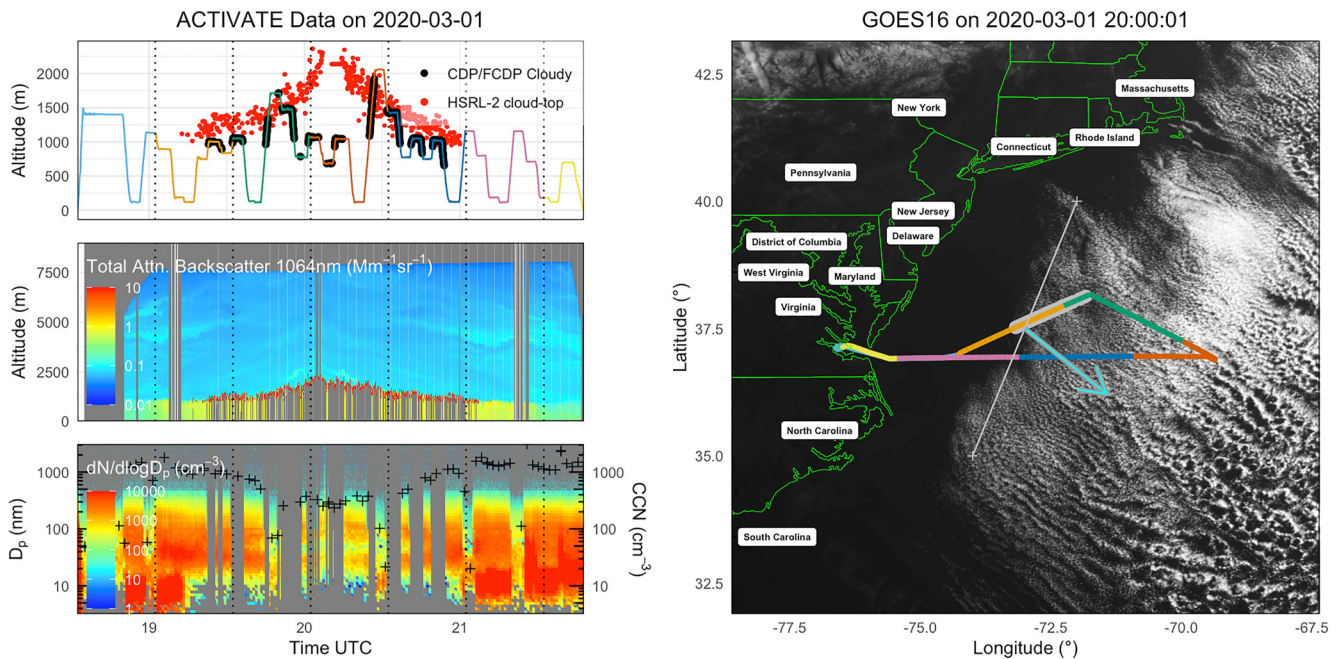 ACTIVATE Data on 2020-03-01
Altitude (m)
2000
1500
1000
500
0
CDP/FCDP Cloudy
HSRL-2 cloud-top
Altitude (m)
7500
5000
2500
0
Total Attn. Backscatter 1064nm (Mm⁻¹sr⁻¹)
10
1
0.1
0.01
Dₚ (nm)
1000
100
10
dN/dlogDₚ (cm⁻³)
10000
1000
100
10
1
1000
100
10
CCN (cm⁻³)
19
20
21
Time UTC
GOES16 on 2020-03-01 20:00:01
Latitude (°)
42.5
40.0
37.5
35.0
32.5
Massachusetts
New York
Rhode Island
Connecticut
Pennsylvania
New Jersey
Delaware
District of Columbia
West Virginia
Maryland
Virginia
North Carolina
South Carolina
-77.5
-75.0
-72.5
-70.0
-67.5
Longitude (°)